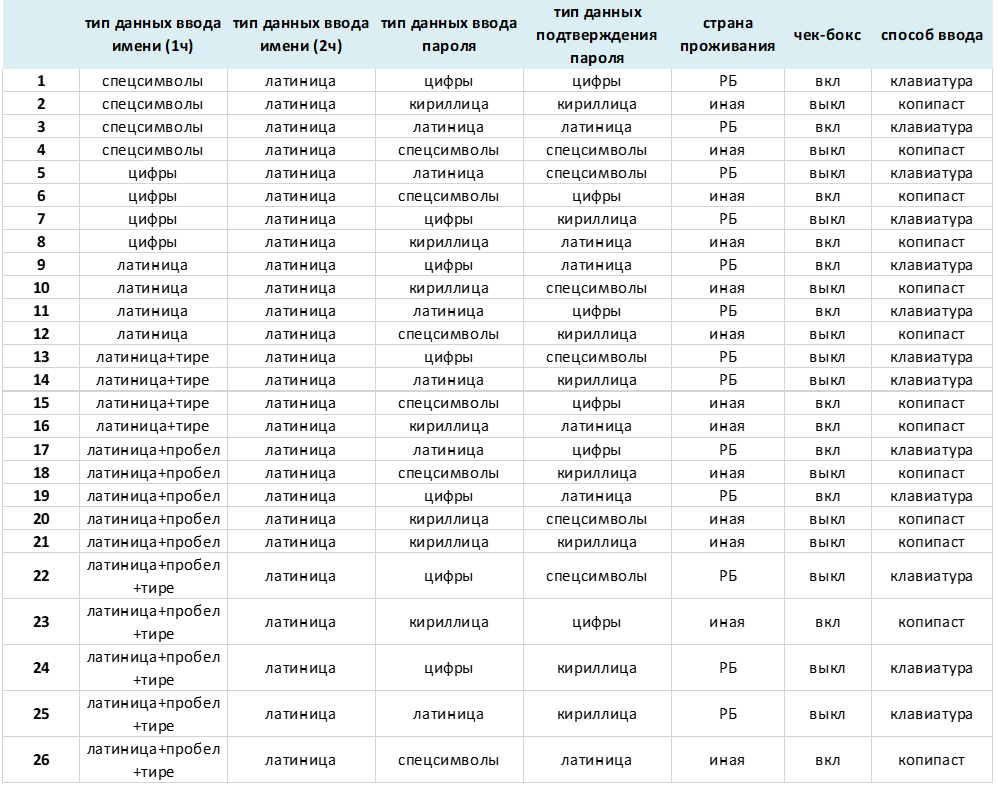 тип данных ввода имени (1ч) тип данных ввода имени (2ч) тип данных ввода пароля тип данных подтверждения пароля страна проживания чек-бокс способ ввода
1 спецсимволы латиница цифры цифры РБ вкл клавиатура
2 спецсимволы латиница кириллица кириллица иная выкл копипаст
3 спецсимволы латиница латиница латиница РБ вкл клавиатура
4 спецсимволы латиница спецсимволы спецсимволы иная выкл копипаст
5 цифры латиница латиница спецсимволы РБ выкл клавиатура
6 цифры латиница спецсимволы цифры иная вкл копипаст
7 цифры латиница цифры кириллица РБ выкл клавиатура
8 цифры латиница кириллица латиница иная вкл копипаст
9 латиница латиница цифры латиница РБ вкл клавиатура
10 латиница латиница кириллица спецсимволы иная выкл копипаст
11 латиница латиница латиница цифры РБ вкл клавиатура
12 латиница латиница спецсимволы кириллица иная выкл копипаст
13 латиница+тире латиница цифры спецсимволы РБ выкл клавиатура
14 латиница+тире латиница латиница кириллица РБ выкл клавиатура
15 латиница+тире латиница спецсимволы цифры иная вкл копипаст
16 латиница+тире латиница кириллица латиница иная вкл копипаст
17 латиница+пробел латиница латиница цифры РБ вкл клавиатура
18 латиница+пробел латиница спецсимволы кириллица иная выкл копипаст
19 латиница+пробел латиница цифры латиница РБ вкл клавиатура
20 латиница+пробел латиница кириллица спецсимволы иная выкл копипаст
21 латиница+пробел латиница кириллица кириллица иная выкл копипаст
22 латиница+пробел+тире латиница цифры спецсимволы РБ выкл клавиатура
23 латиница+пробел+тире латиница кириллица цифры иная вкл копипаст
24 латиница+пробел+тире латиница цифры кириллица РБ выкл клавиатура
25 латиница+пробел+тире латиница латиница кириллица РБ выкл клавиатура
26 латиница+пробел+тире латиница спецсимволы латиница иная вкл копипаст